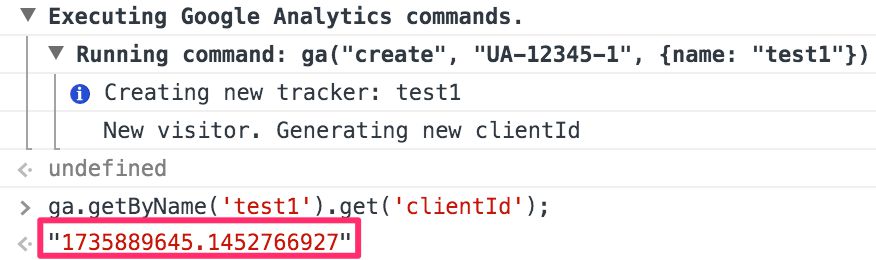 Executing Google Analytics commands.
Running command: ga("create", "UA-12345-1", {name: "test1"})
Creating new tracker: test1
New visitor. Generating new clientId
undefined
ga.getByName('test1').get('clientId');
"1735889645.1452766927"